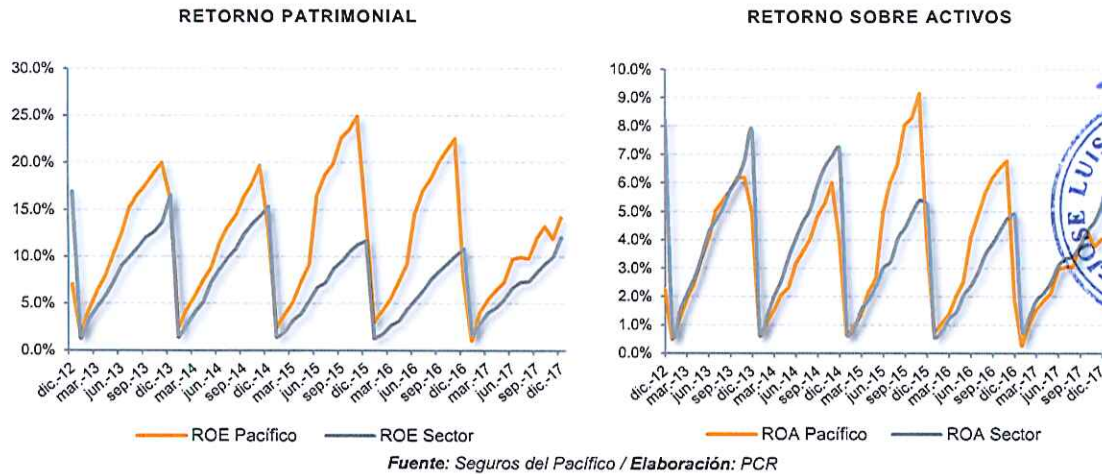 RETORNO PATRIMONIAL
30.0%
25.0%
20.0%
15.0%
10.0%
5.0%
0.0%
dic.-12
mar.-13
jun.-13
sep.-13
dic.-13
mar.-14
jun.-14
sep.-14
dic.-14
mar.-15
jun.-15
sep.-15
dic.-15
mar.-16
jun.-16
sep.-16
dic.-16
mar.-17
jun.-17
sep.-17
dic.-17
ROE Pacífico
ROE Sector
RETORNO SOBRE ACTIVOS
10.0%
9.0%
8.0%
7.0%
6.0%
5.0%
4.0%
3.0%
2.0%
1.0%
0.0%
dic.-12
mar.-13
jun.-13
sep.-13
dic.-13
mar.-14
jun.-14
sep.-14
dic.-14
mar.-15
jun.-15
sep.-15
dic.-15
mar.-16
jun.-16
sep.-16
dic.-16
mar.-17
jun.-17
sep.-17
dic.-17
ROA Pacífico
ROA Sector
JOSE LUIS
Fuente: Seguros del Pacífico / Elaboración: PCR